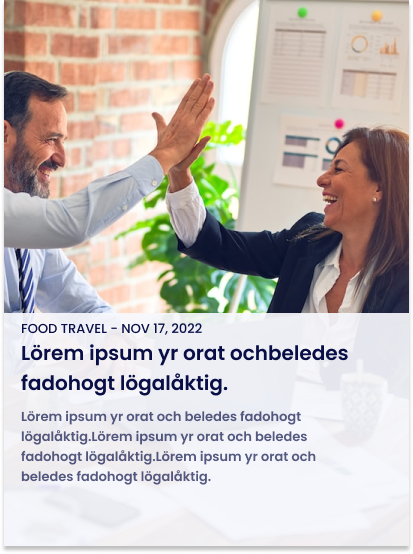 FOOD TRAVEL - NOV 17, 2022
Lörem ipsum yr orat ochbeledes
fadohogt lögalåktig.
Lörem ipsum yr orat och beledes fadohogt
lögalåktig.Lörem ipsum yr orat och beledes
fadohogt lögalåktig.Lörem ipsum yr orat och
beledes fadohogt lögalåktig.